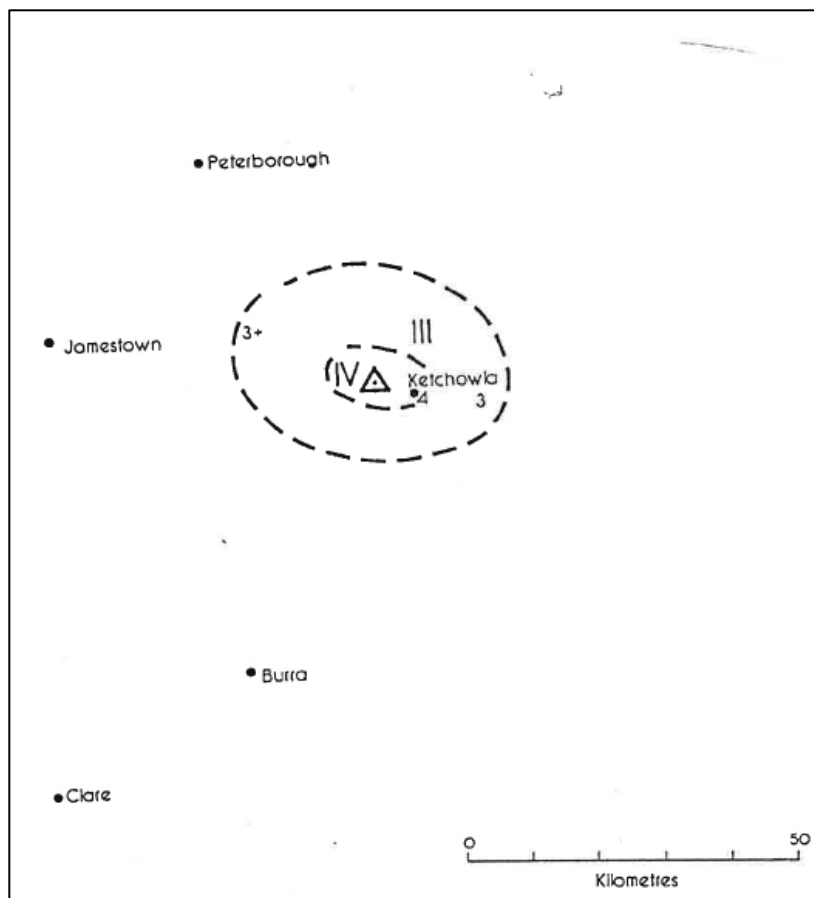 Peterborough
Jamestown
3+
III
IV
Ketchowla
4
3
Burra
Clare
0 50
Kilometres